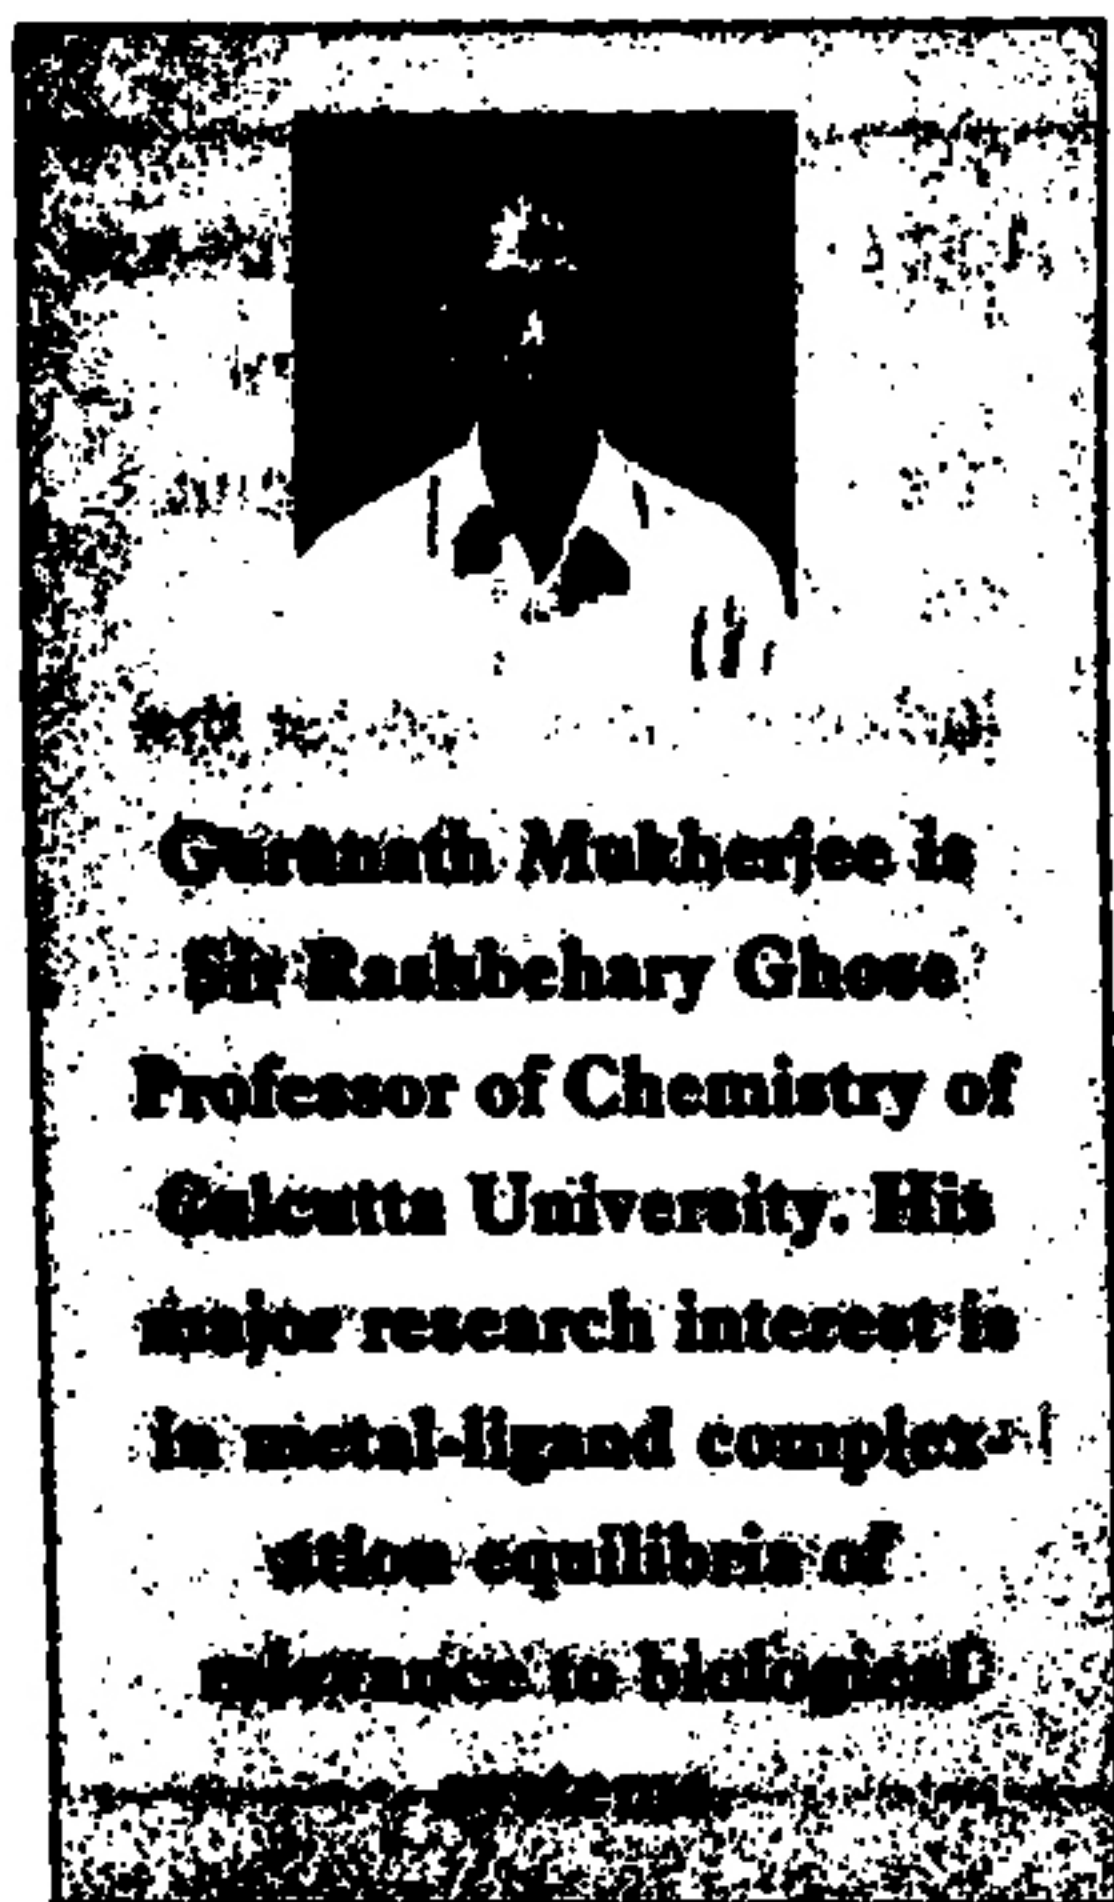 Gurunath Mukherjee is
Sir Rashbehary Ghose
Professor of Chemistry of
Calcutta University. His
major research interest is
in metal-ligand complex-
ation equilibria of
relevance to biological
systems.